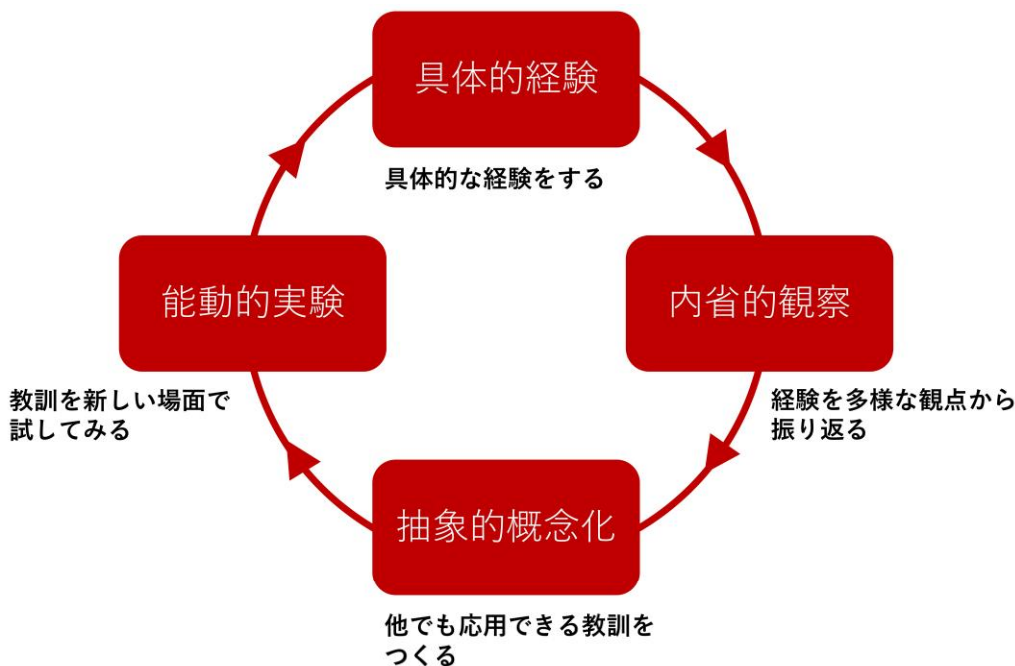 具体的経験
具体的な経験をする
能動的実験
内省的観察
教訓を新しい場面で
試してみる
経験を多様な観点から
振り返る
抽象的概念化
他でも応用できる教訓を
つくる